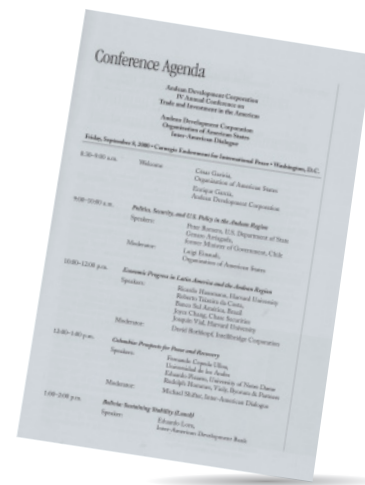 Conference Agenda
Andean Development Corporation
IV Annual Conference on
Trade and Investment in the Americas
Andean Development Corporation
Organization of American States
Inter-American Dialogue
Friday, September 8, 2000 • Carnegie Endowment for International Peace • Washington, D.C.
8:30-9:00 a.m. Welcome: César Gaviria,
Organization of American States
Enrique García,
Andean Development Corporation
9:00-10:00 a.m. Politics, Security, and U.S. Policy in the Andean Region
Speakers: Peter Romero, U.S. Department of State
Genaro Arriagada,
former Minister of Government, Chile
Moderator: Luigi Einaudi,
Organization of American States
10:00-12:00 p.m. Economic Progress in Latin America and the Andean Region
Speakers: Ricardo Hausmann, Harvard University
Roberto Teixeira da Costa,
Banco Sul América, Brazil
Joyce Chang, Chase Securities
Joaquin Vial, Harvard University
Moderator: David Rothkopf, Intellibridge Corporation
12:00-1:00 p.m. Colombia: Prospects for Peace and Recovery
Speakers: Fernando Cepeda Ulloa,
Universidad de los Andes
Eduardo Pizarro, University of Notre Dame
Rudolph Hommes, Violy, Byorum & Partners
Moderator: Michael Shifter, Inter-American Dialogue
1:00-2:00 p.m. Bolivia: Sustaining Stability (Lunch)
Speaker: Eduardo Lora,
Inter-American Development Bank